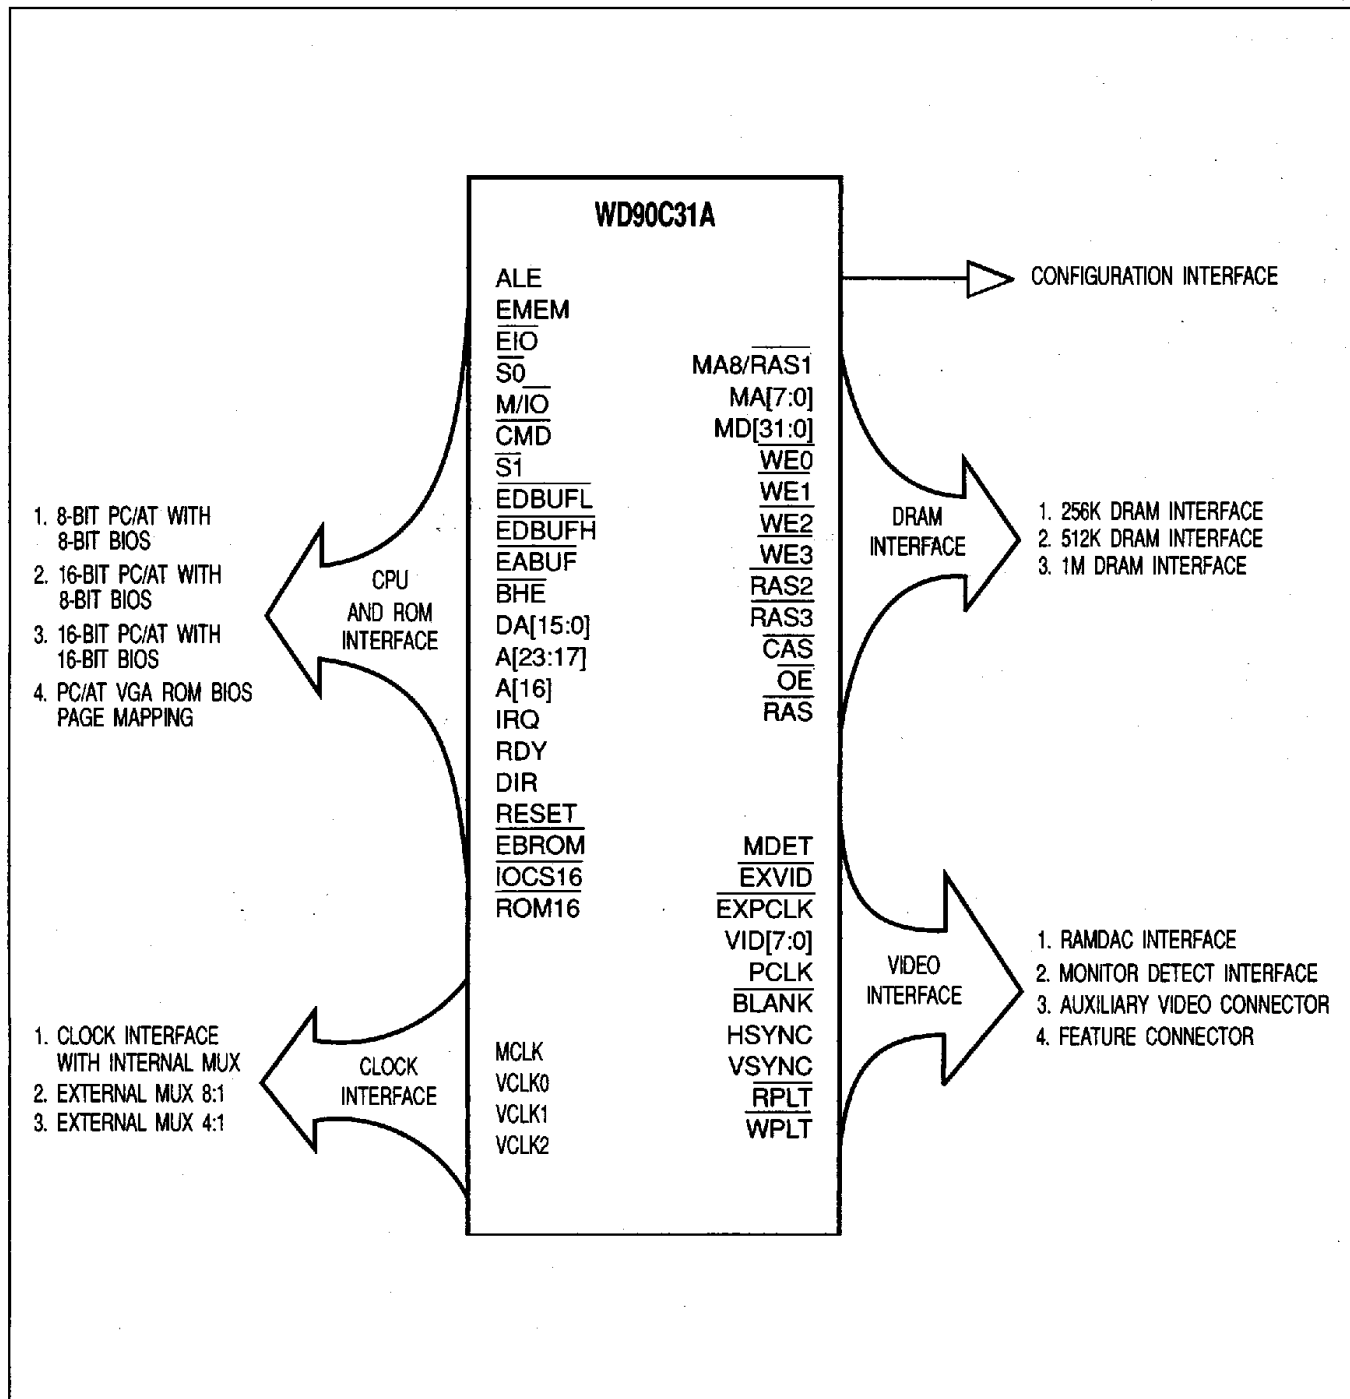 WD90C31A
ALE
EMEM
EIO
S0
M/IO
CMD
S1
EDBUFL
EDBUFH
EABUF
BHE
DA[15:0]
A[23:17]
A[16]
IRQ
RDY
DIR
RESET
EBROM
IOCS16
ROM16
MCLK
VCLK0
VCLK1
VCLK2
MA8/RAS1
MA[7:0]
MD[31:0]
WE0
WE1
WE2
WE3
RAS2
RAS3
CAS
OE
RAS
MDET
EXVID
EXPCLK
VID[7:0]
PCLK
BLANK
HSYNC
VSYNC
RPLT
WPLT
CPU
AND ROM
INTERFACE
1. 8-BIT PC/AT WITH
8-BIT BIOS
2. 16-BIT PC/AT WITH
8-BIT BIOS
3. 16-BIT PC/AT WITH
16-BIT BIOS
4. PC/AT VGA ROM BIOS
PAGE MAPPING
CLOCK
INTERFACE
1. CLOCK INTERFACE
WITH INTERNAL MUX
2. EXTERNAL MUX 8:1
3. EXTERNAL MUX 4:1
CONFIGURATION INTERFACE
DRAM
INTERFACE
1. 256K DRAM INTERFACE
2. 512K DRAM INTERFACE
3. 1M DRAM INTERFACE
VIDEO
INTERFACE
1. RAMDAC INTERFACE
2. MONITOR DETECT INTERFACE
3. AUXILIARY VIDEO CONNECTOR
4. FEATURE CONNECTOR